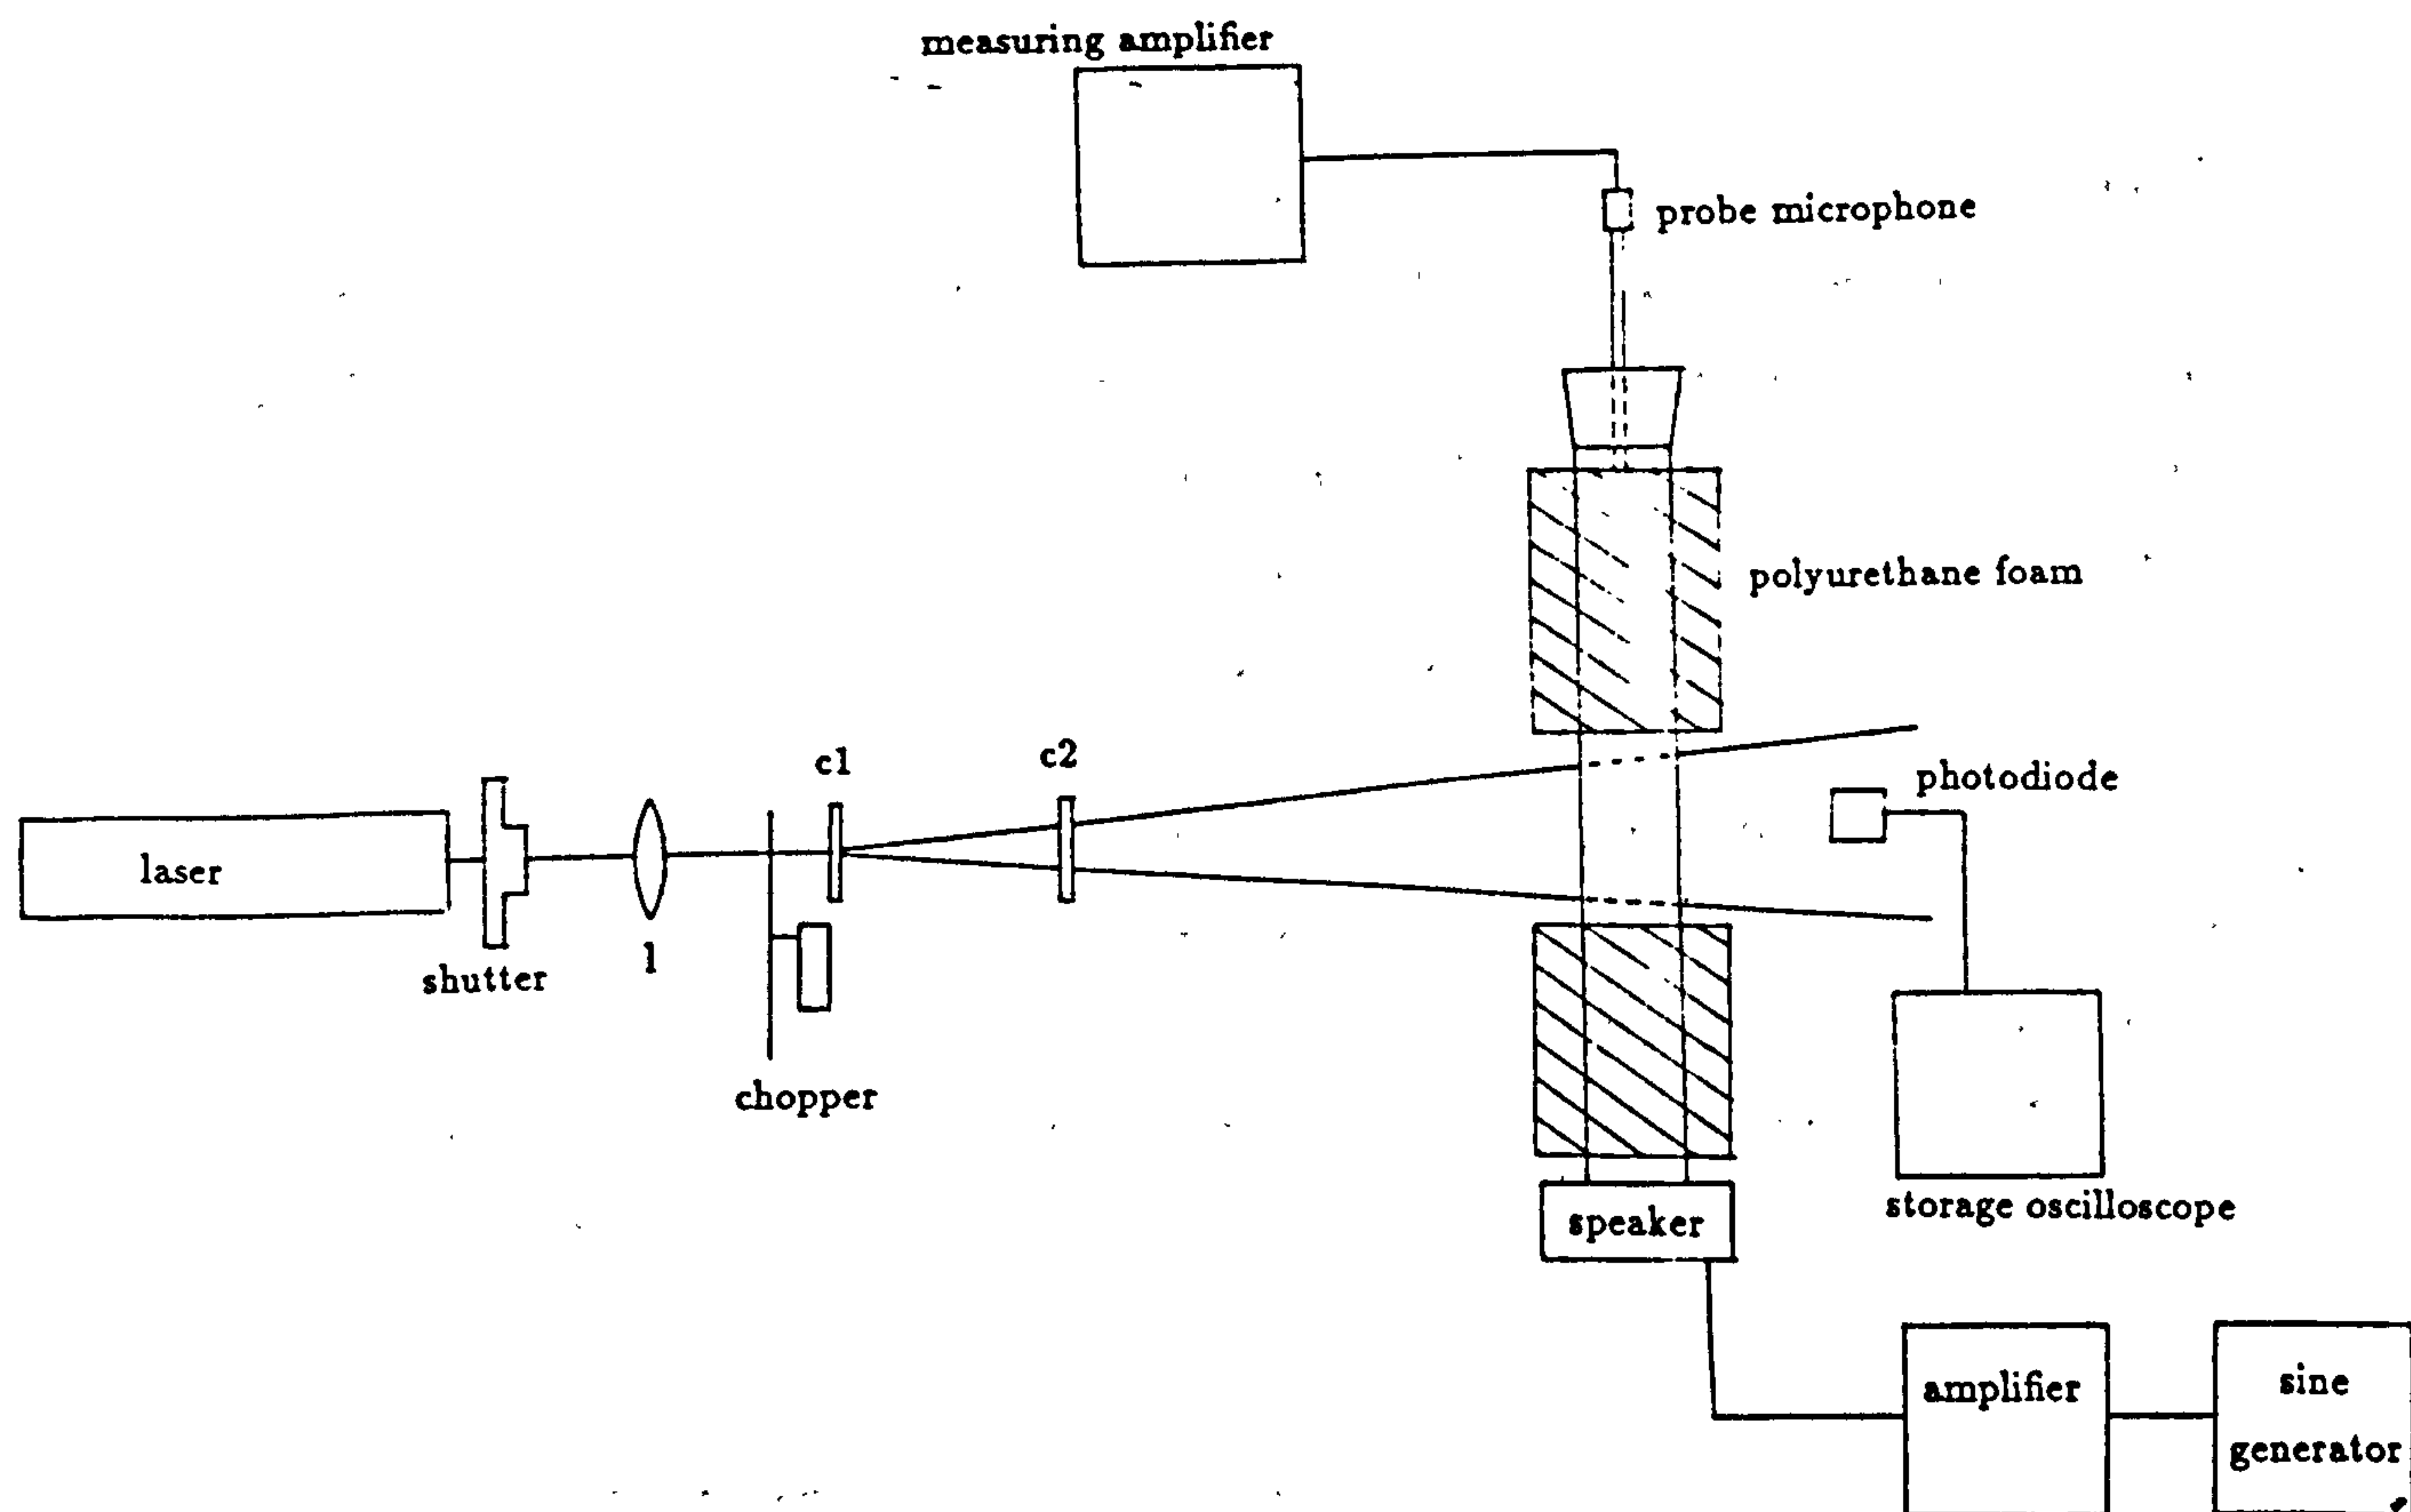 measuring amplifier
probe microphone
polyurethane foam
c1
c2
photodiode
laser
shutter
l
chopper
storage oscilloscope
speaker
amplifier
sine
generator